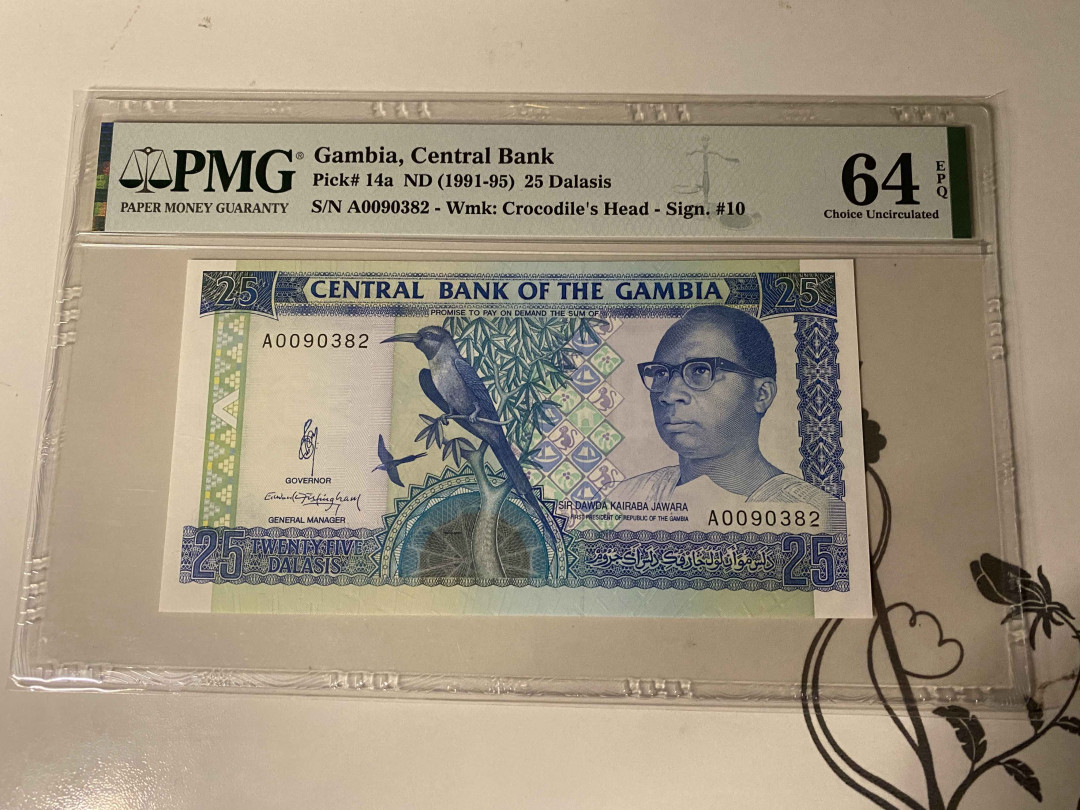 PMG®
PAPER MONEY GUARANTY
Gambia, Central Bank
Pick# 14a ND (1991-95) 25 Dalasis
S/N A0090382 - Wmk: Crocodile's Head - Sign. #10
64 EPQ
Choice Uncirculated
25 CENTRAL BANK OF THE GAMBIA 25
PROMISE TO PAY ON DEMAND THE SUM OF
A0090382
GOVERNOR
GENERAL MANAGER
SIR DAWDA KAIRABA JAWARA
FIRST PRESIDENT OF REPUBLIC OF THE GAMBIA
A0090382
25 TWENTY-FIVE
DALASIS
25